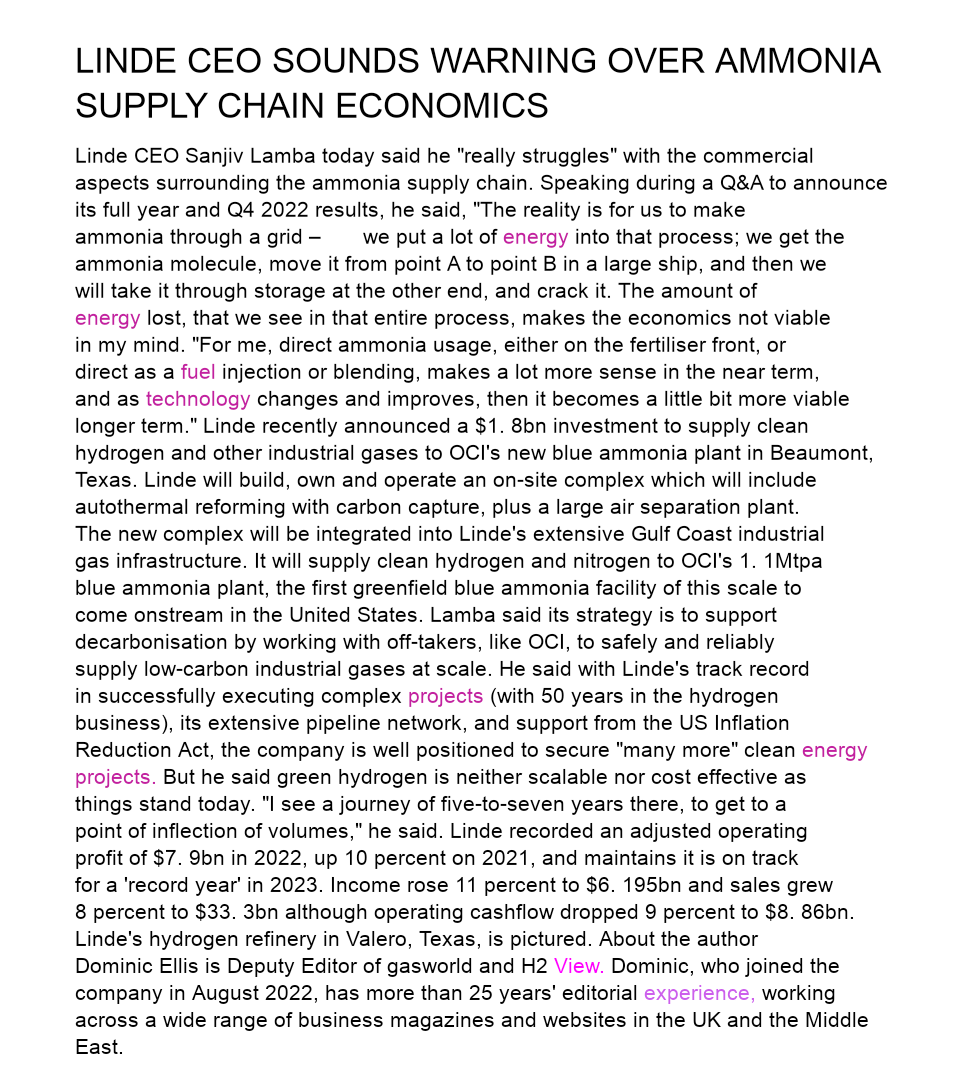 LINDE CEO SOUNDS WARNING OVER AMMONIA
SUPPLY CHAIN ECONOMICS
Linde CEO Sanjiv Lamba today said he "really struggles" with the commercial
aspects surrounding the ammonia supply chain. Speaking during a Q&A to announce
its full year and Q4 2022 results, he said, "The reality is for us to make
ammonia through a grid – we put a lot of energy into that process; we get the
ammonia molecule, move it from point A to point B in a large ship, and then we
will take it through storage at the other end, and crack it. The amount of
energy lost, that we see in that entire process, makes the economics not viable
in my mind. "For me, direct ammonia usage, either on the fertiliser front, or
direct as a fuel injection or blending, makes a lot more sense in the near term,
and as technology changes and improves, then it becomes a little bit more viable
longer term." Linde recently announced a $1. 8bn investment to supply clean
hydrogen and other industrial gases to OCI's new blue ammonia plant in Beaumont,
Texas. Linde will build, own and operate an on-site complex which will include
autothermal reforming with carbon capture, plus a large air separation plant.
The new complex will be integrated into Linde's extensive Gulf Coast industrial
gas infrastructure. It will supply clean hydrogen and nitrogen to OCI's 1. 1Mtpa
blue ammonia plant, the first greenfield blue ammonia facility of this scale to
come onstream in the United States. Lamba said its strategy is to support
decarbonisation by working with off-takers, like OCI, to safely and reliably
supply low-carbon industrial gases at scale. He said with Linde's track record
in successfully executing complex projects (with 50 years in the hydrogen
business), its extensive pipeline network, and support from the US Inflation
Reduction Act, the company is well positioned to secure "many more" clean energy
projects. But he said green hydrogen is neither scalable nor cost effective as
things stand today. "I see a journey of five-to-seven years there, to get to a
point of inflection of volumes," he said. Linde recorded an adjusted operating
profit of $7. 9bn in 2022, up 10 percent on 2021, and maintains it is on track
for a 'record year' in 2023. Income rose 11 percent to $6. 195bn and sales grew
8 percent to $33. 3bn although operating cashflow dropped 9 percent to $8. 86bn.
Linde's hydrogen refinery in Valero, Texas, is pictured. About the author
Dominic Ellis is Deputy Editor of gasworld and H2 View. Dominic, who joined the
company in August 2022, has more than 25 years' editorial experience, working
across a wide range of business magazines and websites in the UK and the Middle
East.